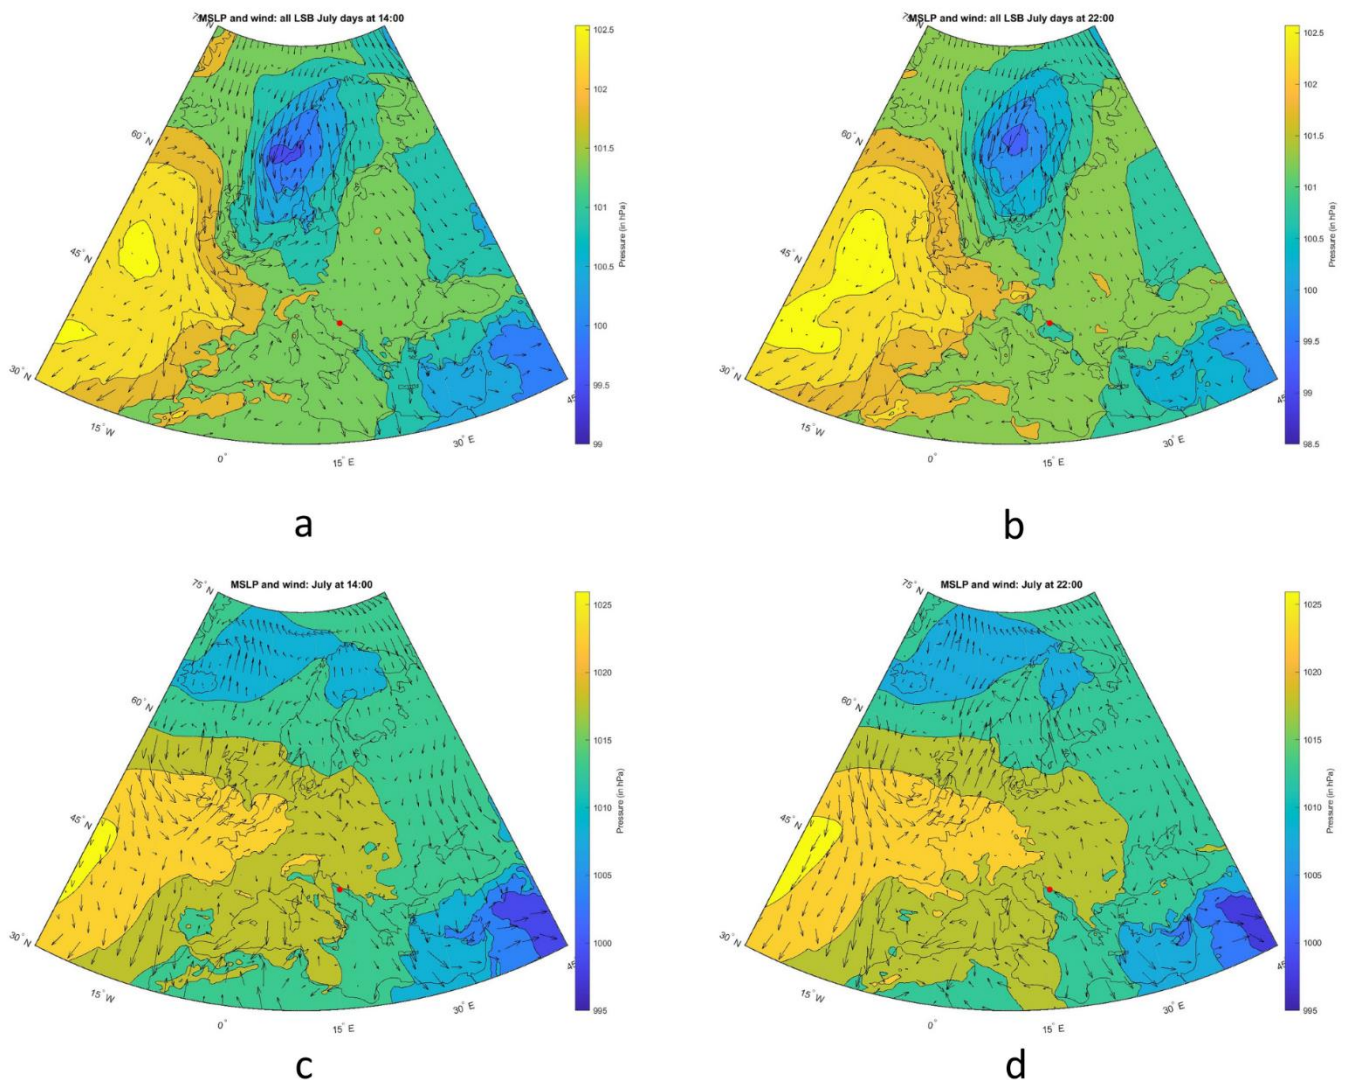 MSLP and wind: all LSB July days at 14:00
75° N
60° N
45° N
30° N
15° W
0°
15° E
30° E
45
102.5
102
101.5
101
100.5
100
99.5
99
Pressure (in hPa)
a
MSLP and wind: all LSB July days at 22:00
75° N
60° N
45° N
30° N
15° W
0°
15° E
30° E
45
102.5
102
101.5
101
100.5
100
99.5
99
98.5
Pressure (in hPa)
b
MSLP and wind: July at 14:00
75° N
60° N
45° N
30° N
15° W
0°
15° E
30° E
45
1025
1020
1015
1010
1005
1000
995
Pressure (in hPa)
c
MSLP and wind: July at 22:00
75° N
60° N
45° N
30° N
15° W
0°
15° E
30° E
45
1025
1020
1015
1010
1005
1000
995
Pressure (in hPa)
d